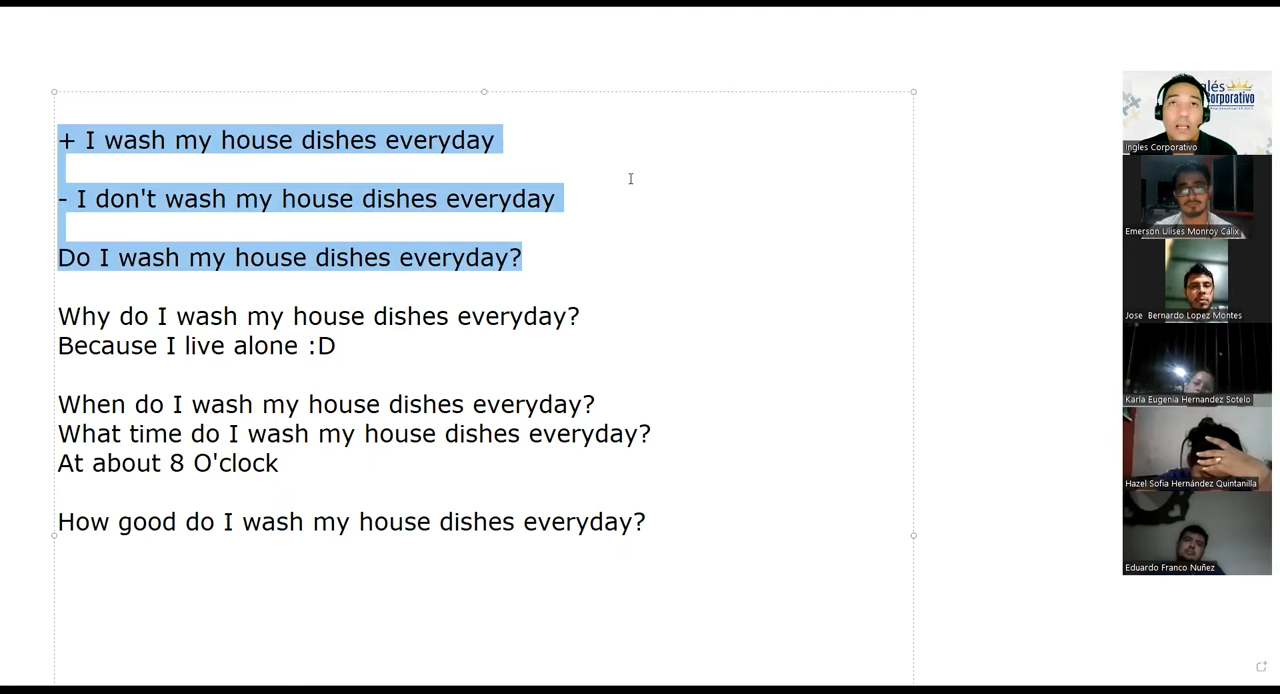 + I wash my house dishes everyday
- I don't wash my house dishes everyday
Do I wash my house dishes everyday?
Why do I wash my house dishes everyday?
Because I live alone :D
When do I wash my house dishes everyday?
What time do I wash my house dishes everyday?
At about 8 O'clock
How good do I wash my house dishes everyday?
glés
orporativo
Ingles Corporativo
Emerson Ulises Monroy Calix
Jose Bernardo Lopez Montes
Karla Eugenia Hernandez Sotelo
Hazel Sofia Hernández Quintanilla
Eduardo Franco Nuñez